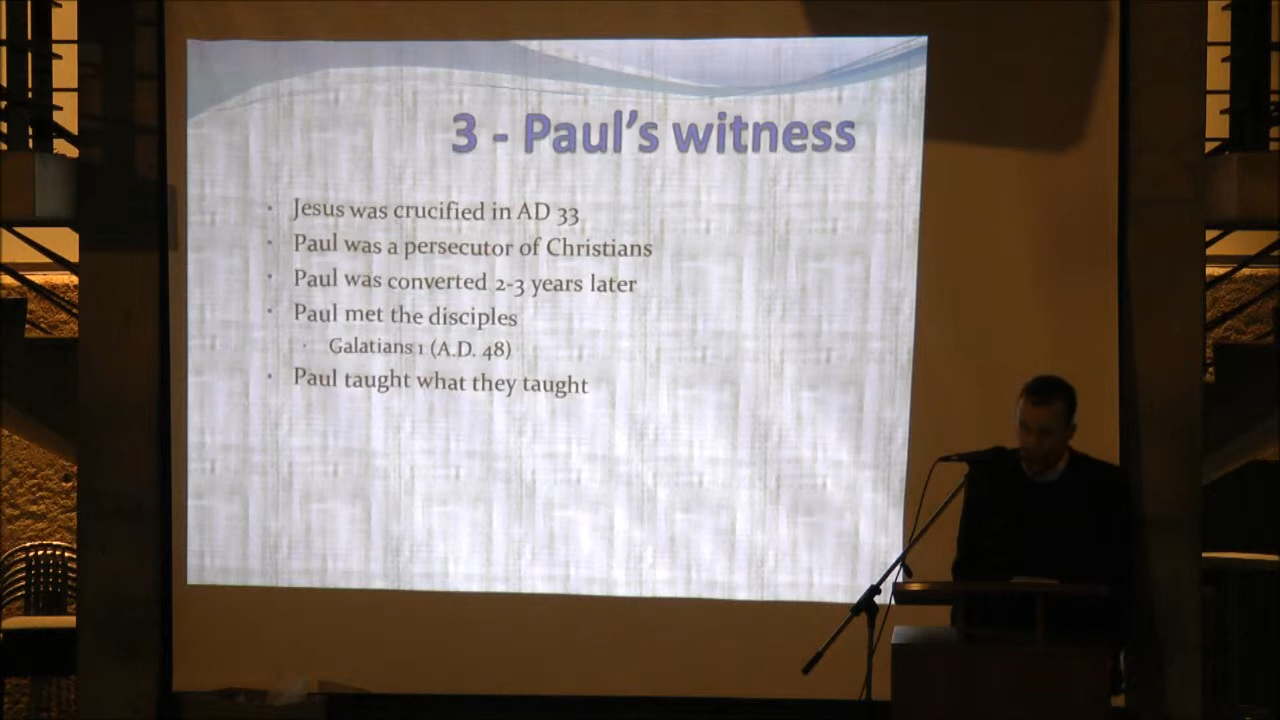 3 - Paul's witness
• Jesus was crucified in AD 33
• Paul was a persecutor of Christians
• Paul was converted 2-3 years later
• Paul met the disciples
• Galatians 1 (A.D. 48)
• Paul taught what they taught